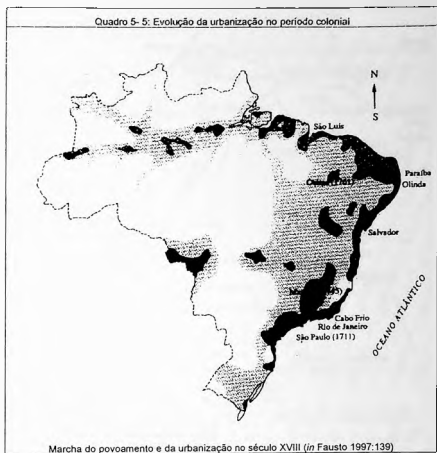 Quadro 5- 5: Evolução da urbanização no período colonial
N
S
São Luis
Paraíba
Olinda
Salvador
Cabo Frio
Rio de Janeiro
São Paulo (1711)
OCEANO ATLÂNTICO
Marcha do povoamento e da urbanização no século XVIII (in Fausto 1997:139)